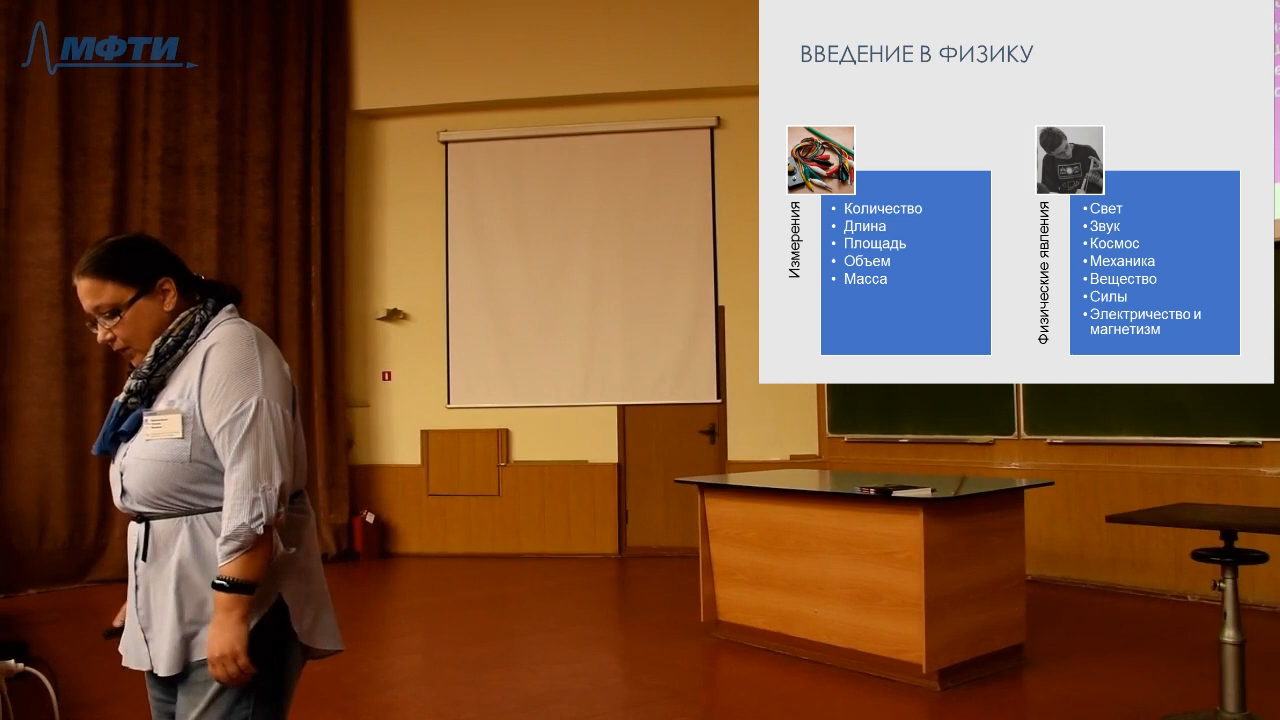 МФТИ
ВВЕДЕНИЕ В ФИЗИКУ
Измерения
• Количество
• Длина
• Площадь
• Объем
• Масса
Физические явления
• Свет
• Звук
• Космос
• Механика
• Вещество
• Силы
• Электричество и
магнетизм